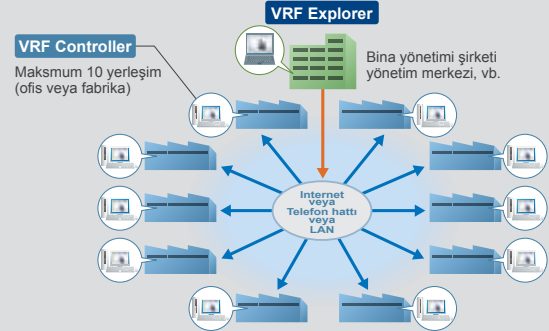 VRF Explorer
VRF Controller
Maksmum 10 yerleşim
(ofis veya fabrika)
Bina yönetimi şirketi
yönetim merkezi, vb.
Internet
veya
Telefon hattı
veya
LAN